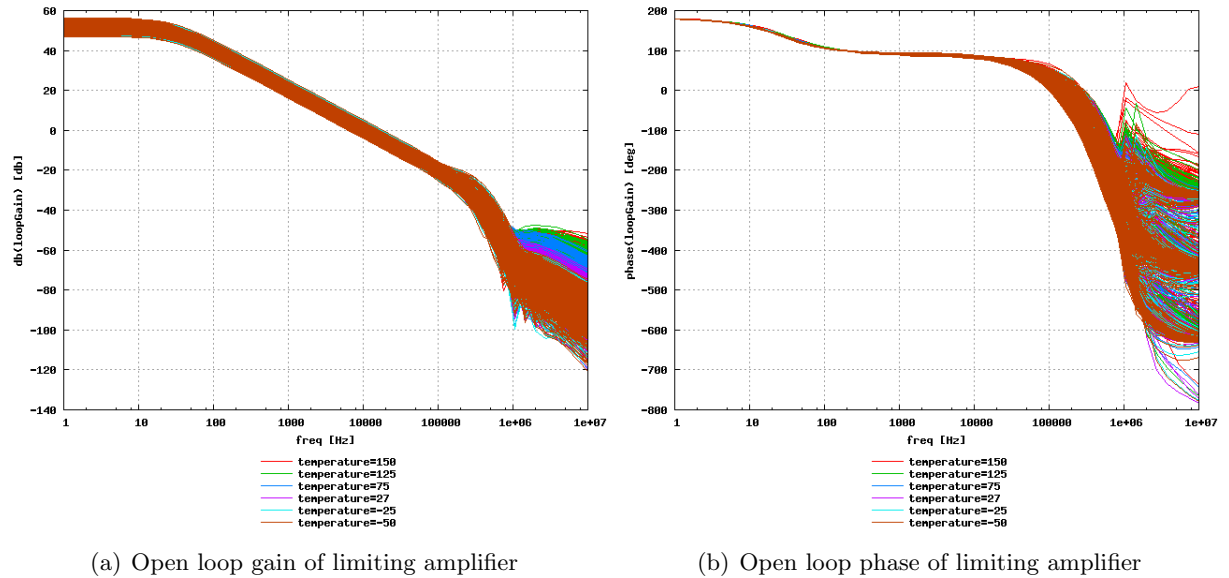 60
40
20
0
-20
-40
-60
-80
-100
-120
-140
db(loopGain) [db]
1 10 100 1000 10000 100000 1e+06 1e+07
freq [Hz]
temperature=150
temperature=125
temperature=75
temperature=27
temperature=-25
temperature=-50
(a) Open loop gain of limiting amplifier
200
100
0
-100
-200
-300
-400
-500
-600
-700
-800
phase(loopGain) [deg]
1 10 100 1000 10000 100000 1e+06 1e+07
freq [Hz]
temperature=150
temperature=125
temperature=75
temperature=27
temperature=-25
temperature=-50
(b) Open loop phase of limiting amplifier